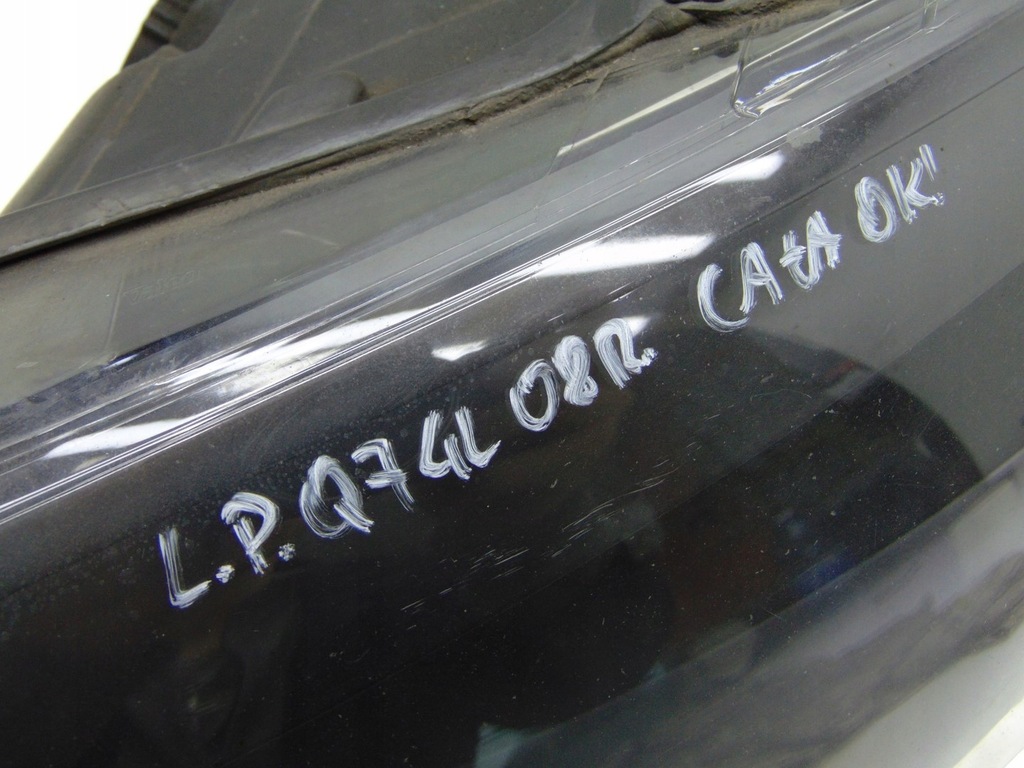 L.P. Q7 4L 08R. CAłA OK!